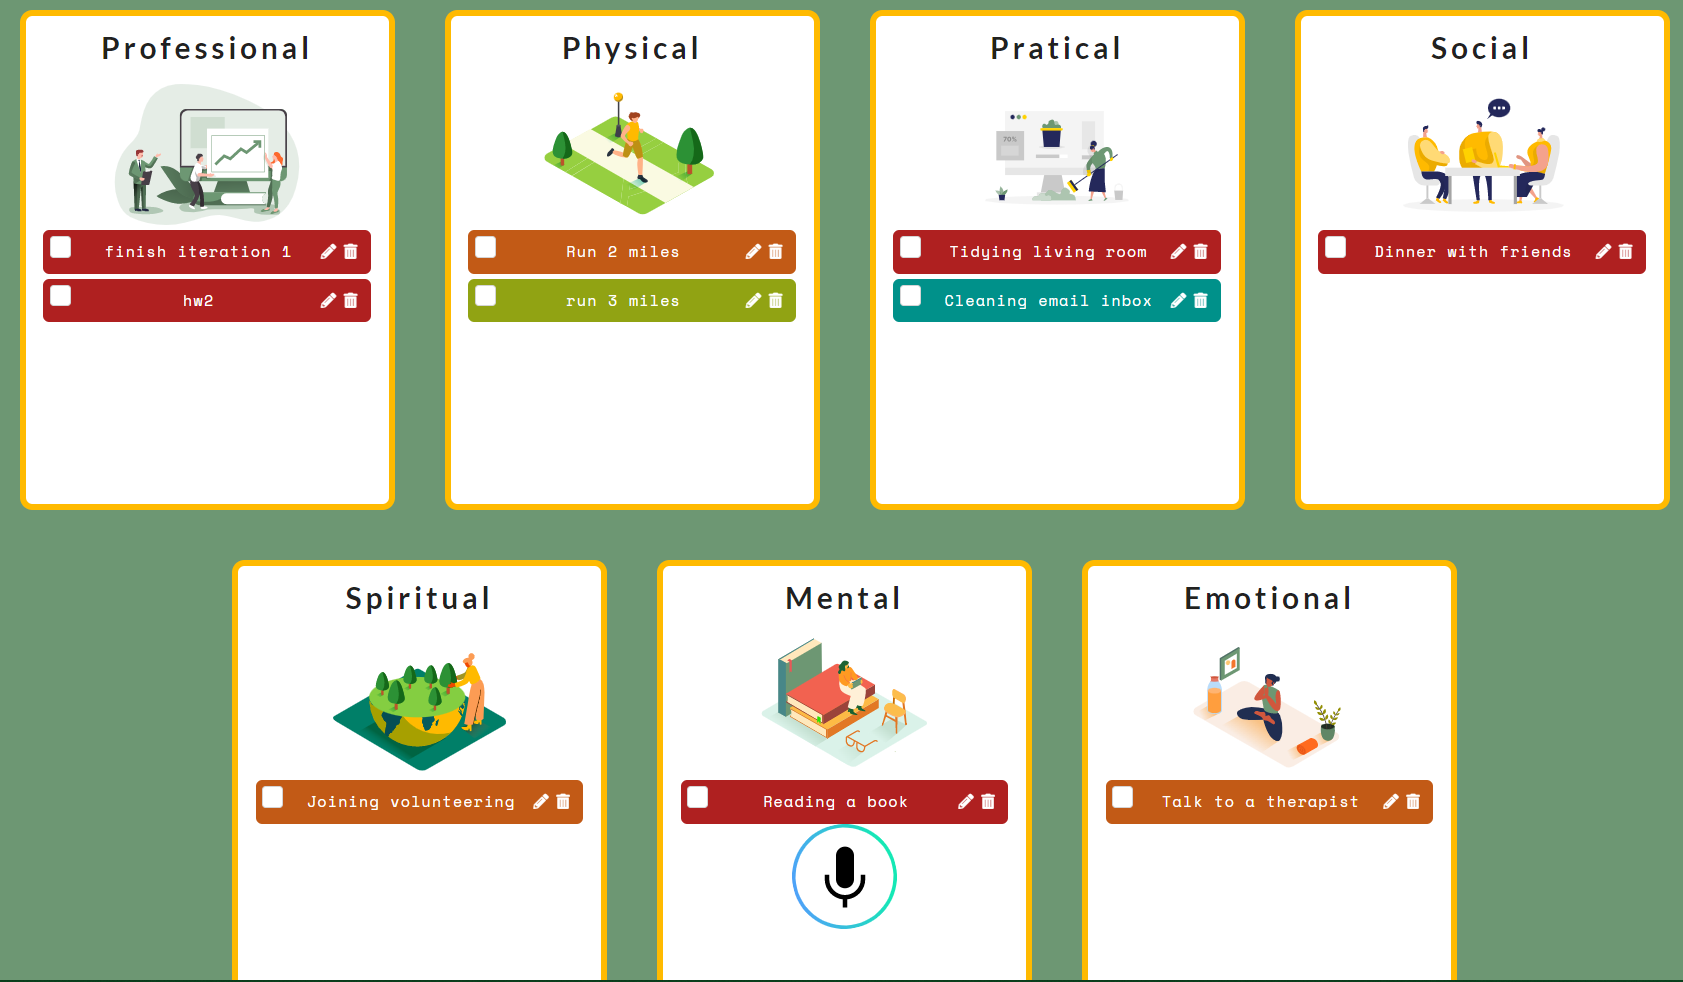 Professional
Physical
Pratical
Social
70%
finish iteration 1
Run 2 miles
Tidying living room
Dinner with friends
hw2
run 3 miles
Cleaning email inbox
Spiritual
Mental
Emotional
Joining volunteering
Reading a book
Talk to a therapist